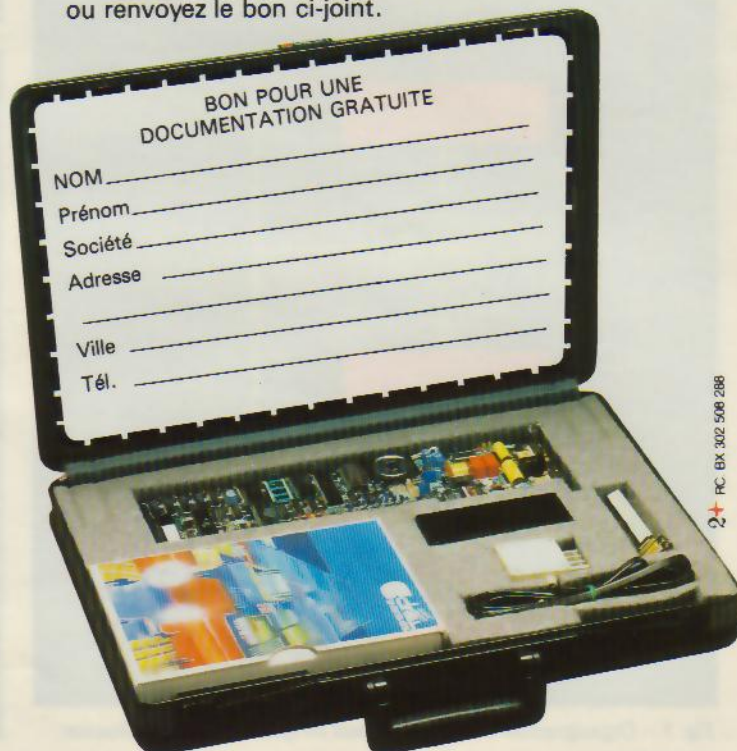 ou renvoyez le bon ci-joint.
BON POUR UNE
DOCUMENTATION GRATUITE
NOM
Prénom
Société
Adresse
Ville
Tél.
2+ RC. BX 302 508 288